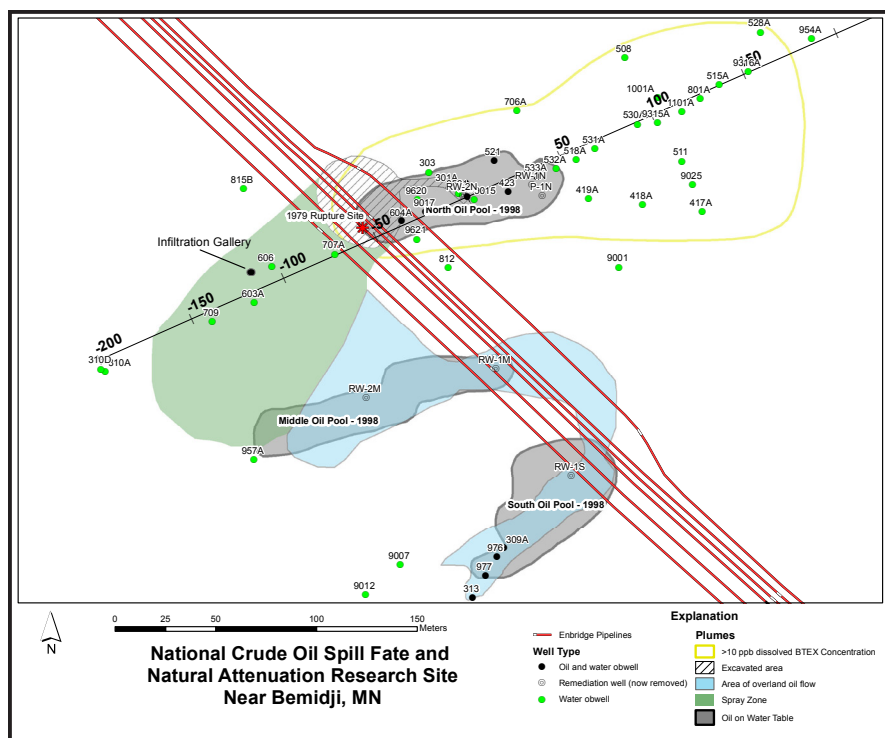 528A
954A
508
9316A
150
515A
1001A
801A
100
706A
1101A
530A
9315A
531A
50
518A
521
511
303
533A
532A
RW-1N
301A
9025
815B
RW-2N
423
P-1N
9620
9015
419A
418A
417A
9017
North Oil Pool - 1998
604A
1979 Rupture Site
-50
9621
Infiltration Gallery
707A
606
812
9001
-100
603A
-150
709
-200
310D
310A
RW-1M
RW-2M
Middle Oil Pool - 1998
957A
RW-1S
South Oil Pool - 1998
309A
976
9007
977
9012
313
N
0 25 50 100 150
Meters
National Crude Oil Spill Fate and
Natural Attenuation Research Site
Near Bemidji, MN
Explanation
Enbridge Pipelines
Well Type
Oil and water obwell
Remediation well (now removed)
Water obwell
Plumes
>10 ppb dissolved BTEX Concentration
Excavated area
Area of overland oil flow
Spray Zone
Oil on Water Table